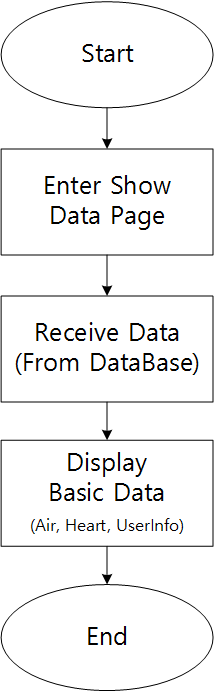 Start
Enter Show
Data Page
Receive Data
(From DataBase)
Display
Basic Data
(Air, Heart, UserInfo)
End